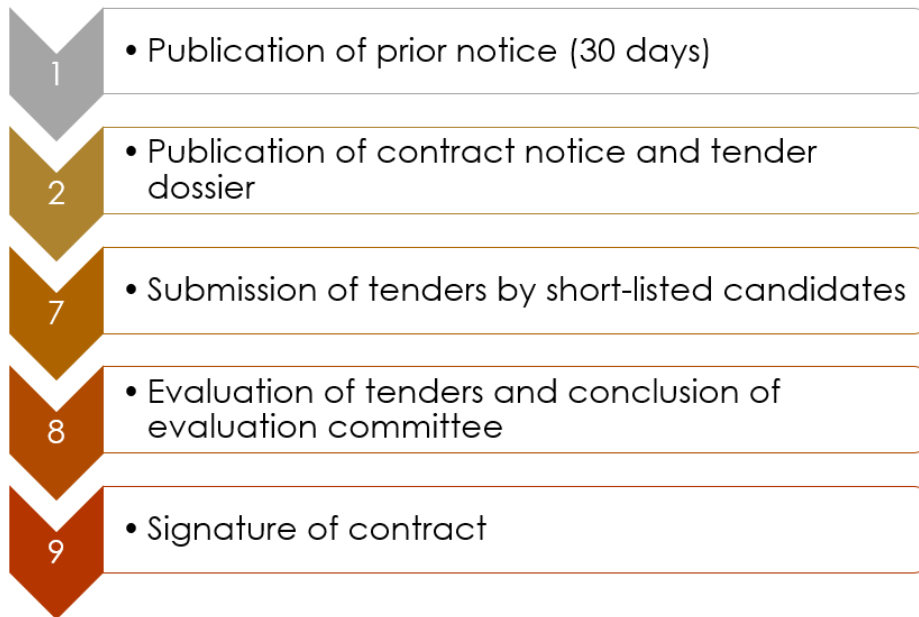 1
• Publication of prior notice (30 days)
2
• Publication of contract notice and tender
dossier
7
• Submission of tenders by short-listed candidates
8
• Evaluation of tenders and conclusion of
evaluation committee
9
• Signature of contract